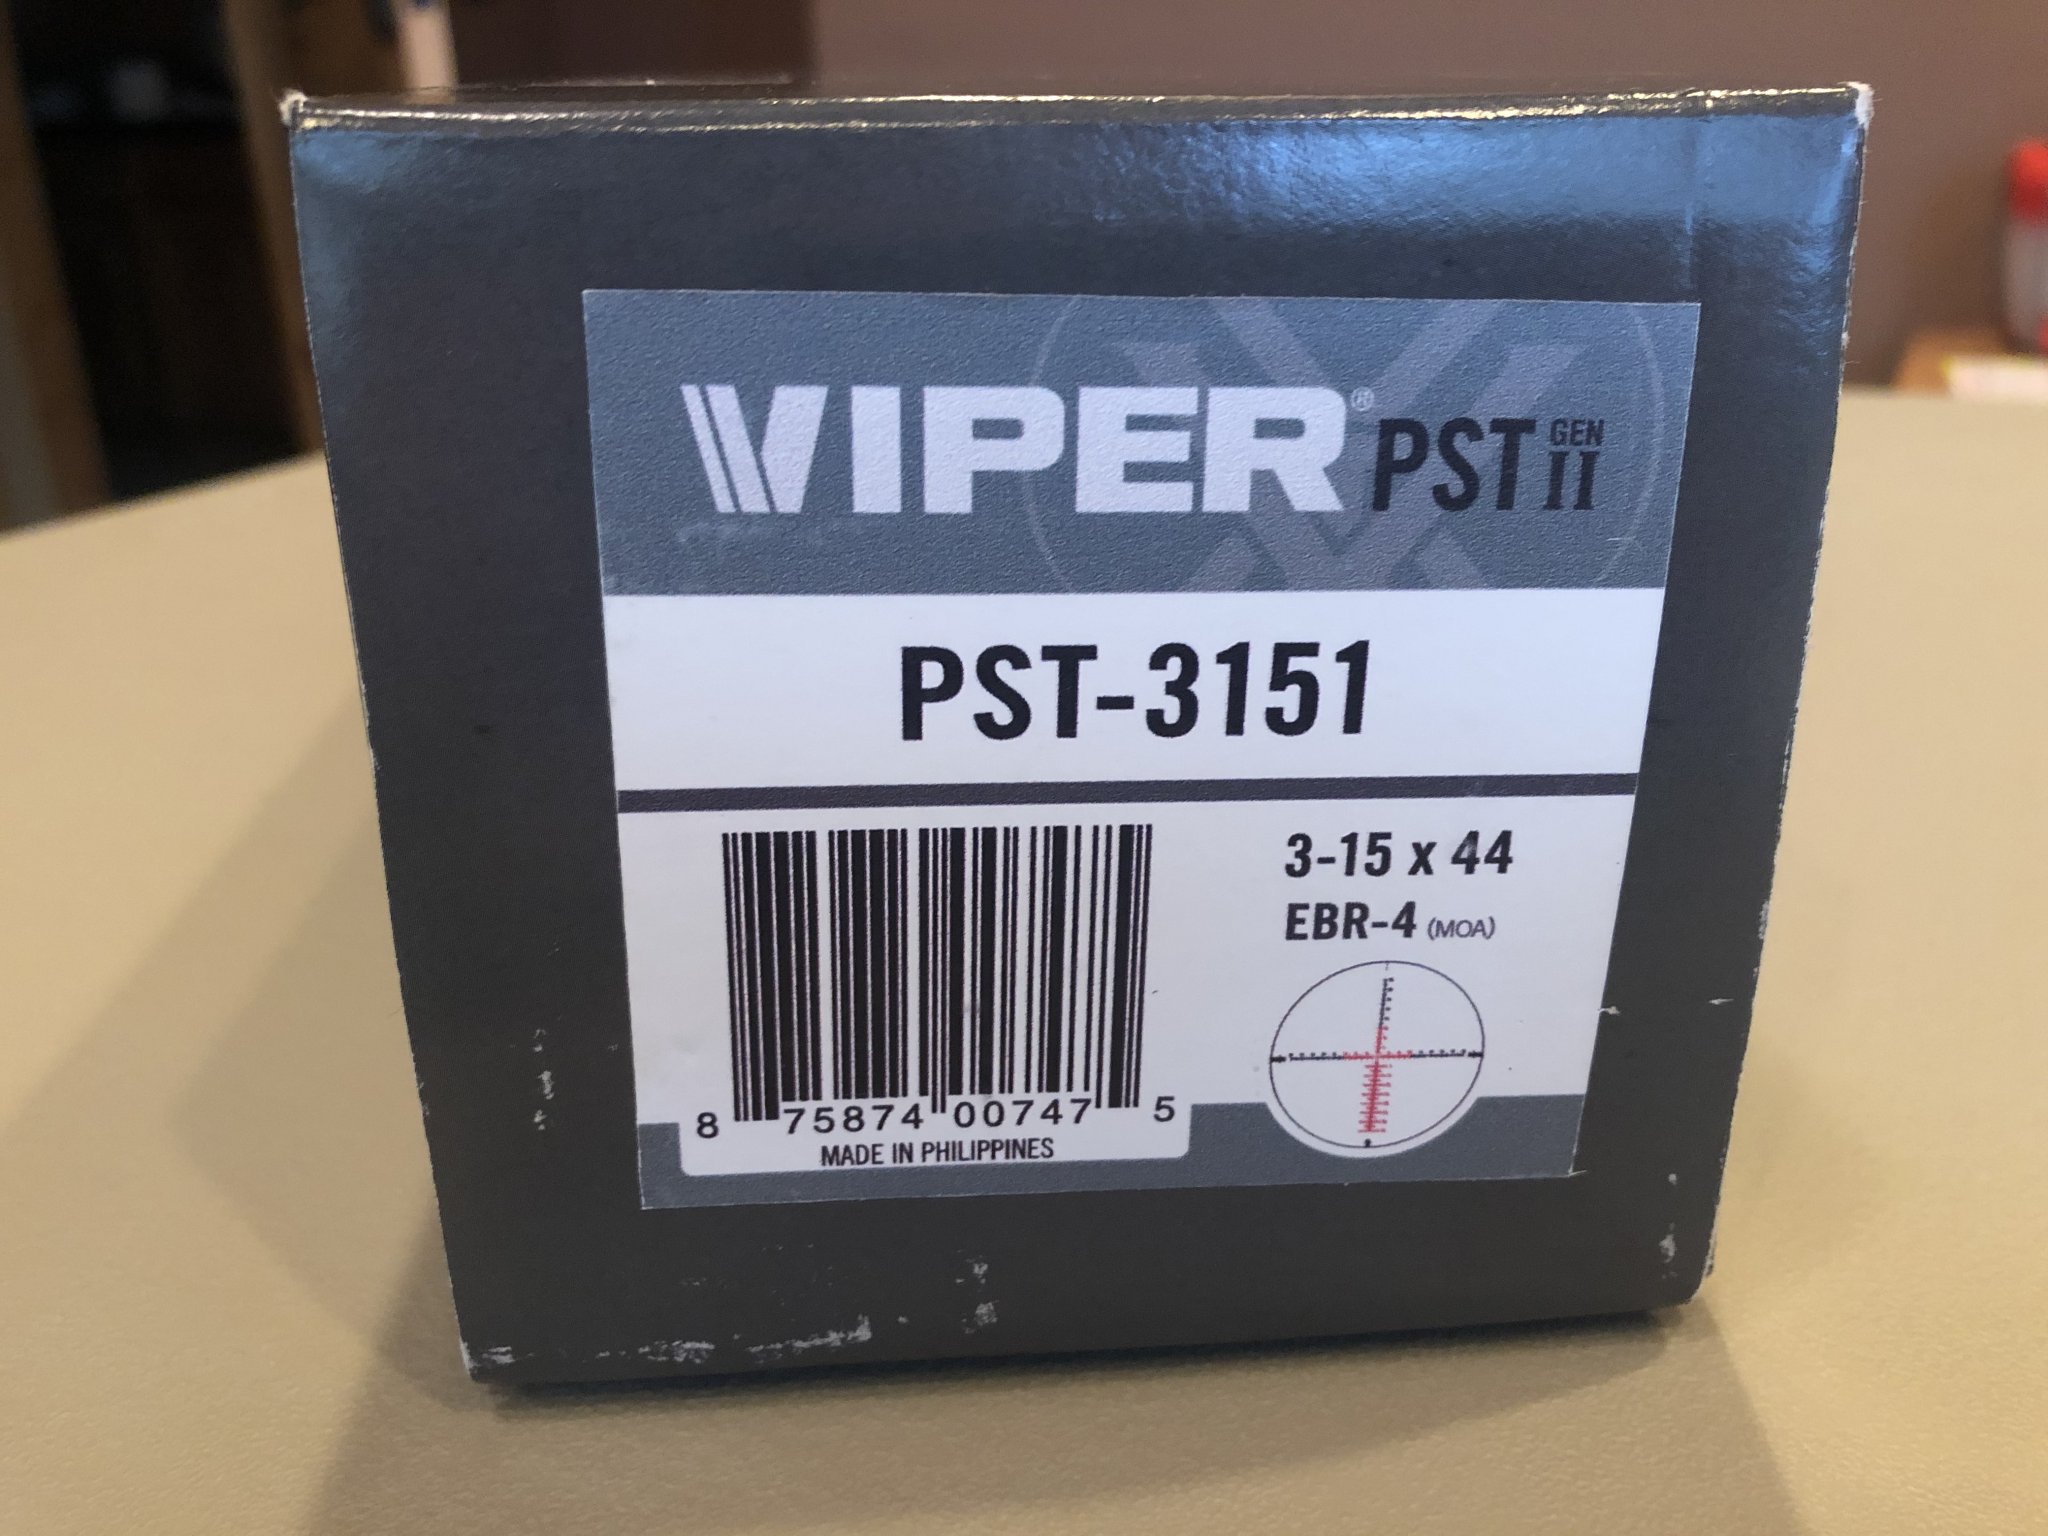 VIPER® PST GEN II
PST-3151
3-15 x 44
EBR-4 (MOA)
8 75874 00747 5
MADE IN PHILIPPINES